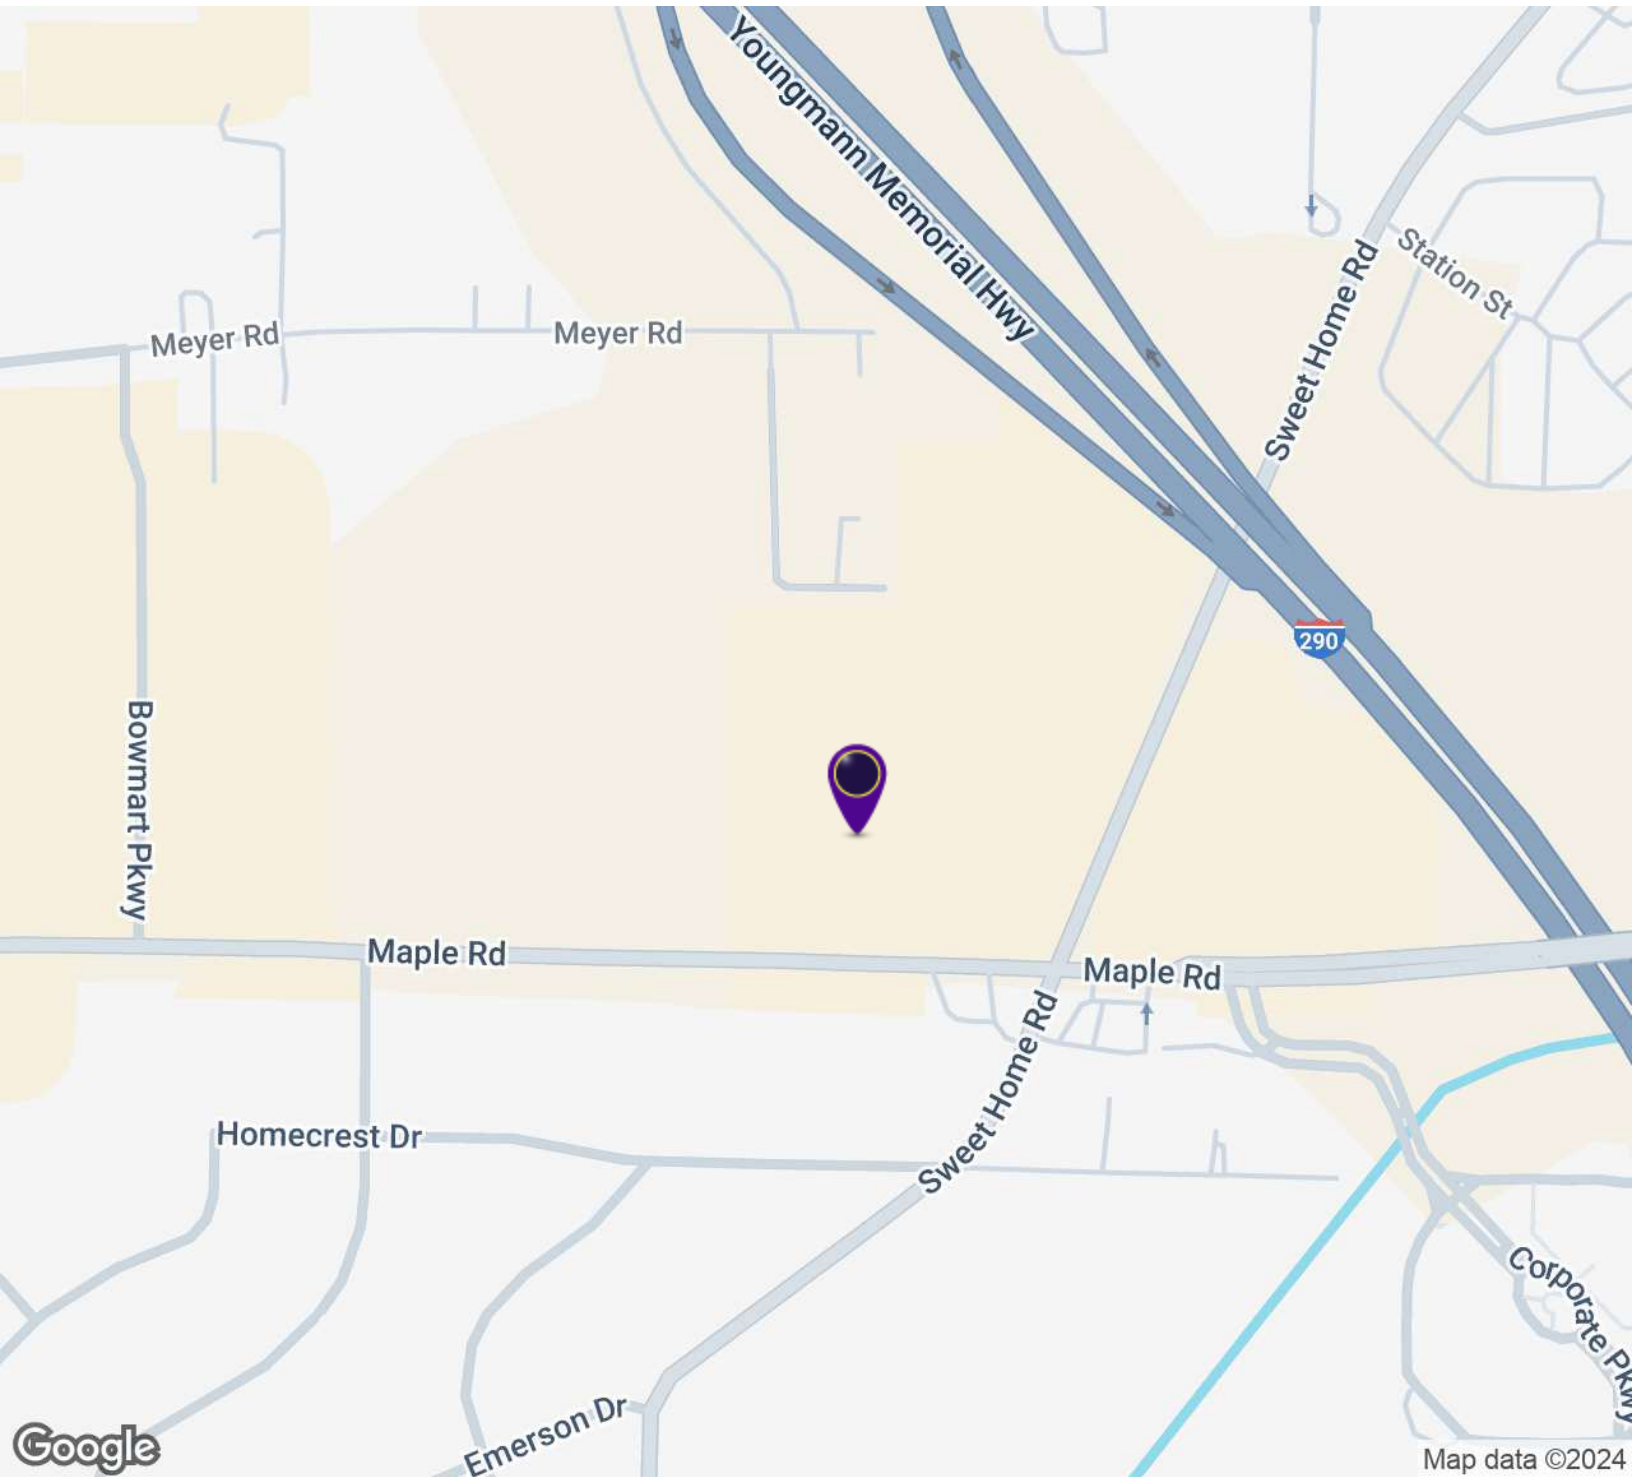 Youngmann Memorial Hwy
Station St
Sweet Home Rd
Meyer Rd
Meyer Rd
290
Bowmart Pkwy
Maple Rd
Maple Rd
Sweet Home Rd
Homecrest Dr
Corporate Pkwy
Emerson Dr
Google
Map data ©2024